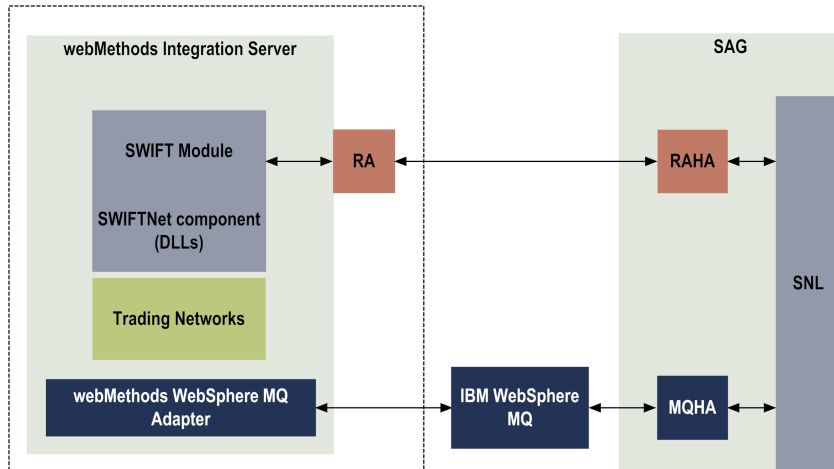 webMethods Integration Server
SAG
SWIFT Module
RA
RAHA
SWIFTNet component
(DLLs)
SNL
Trading Networks
webMethods WebSphere MQ
Adapter
IBM WebSphere
MQ
MQHA